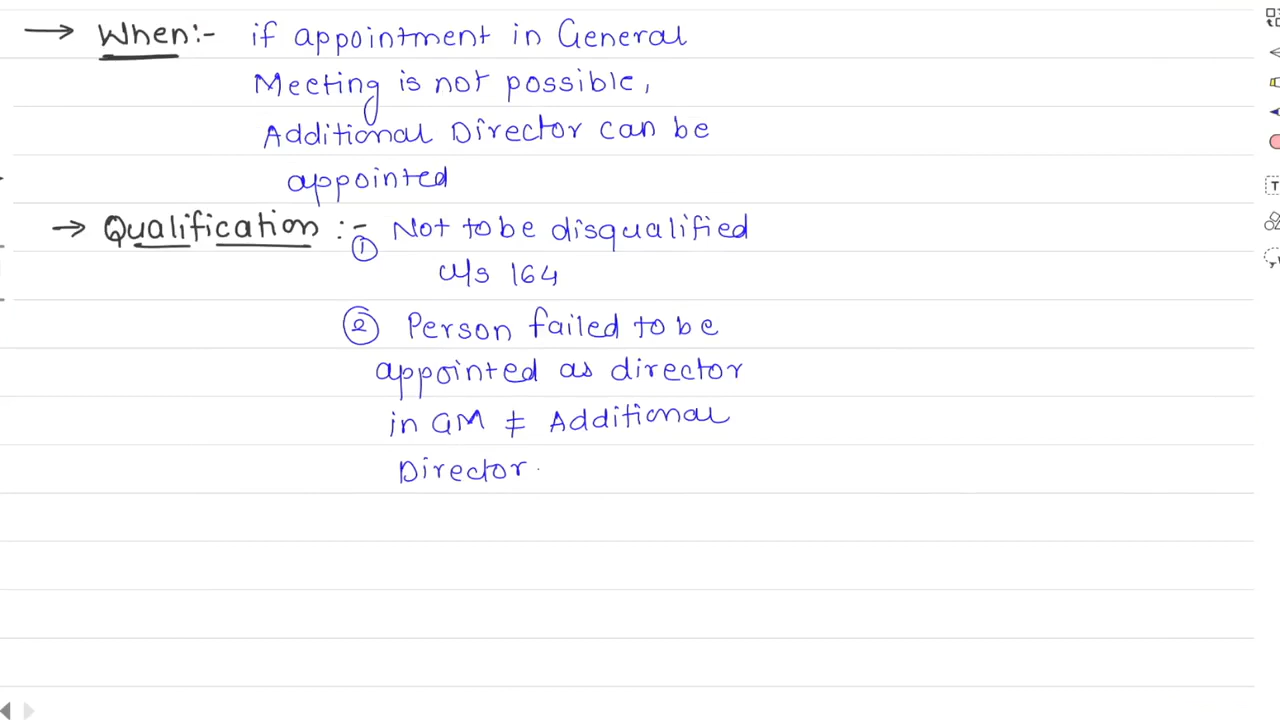 → When:- if appointment in General
Meeting is not possible,
Additional Director can be
appointed
→ Qualification :- ① Not to be disqualified
u/s 164
② Person failed to be
appointed as director
in GM ≠ Additional
Director.
T